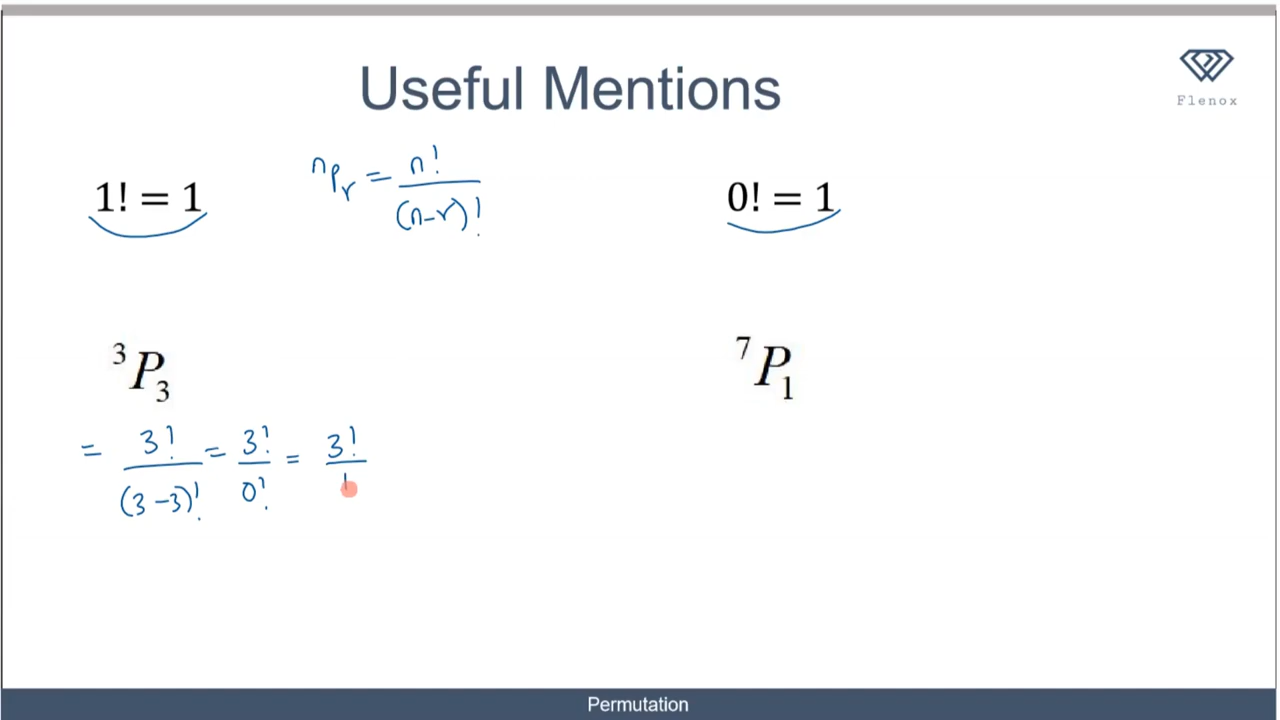 Useful Mentions
Flenox
1! = 1
ⁿPᵣ = n! / (n-r)!
0! = 1
³P₃
⁷P₁
= 3! / (3-3)! = 3! / 0! = 3! / 1
Permutation